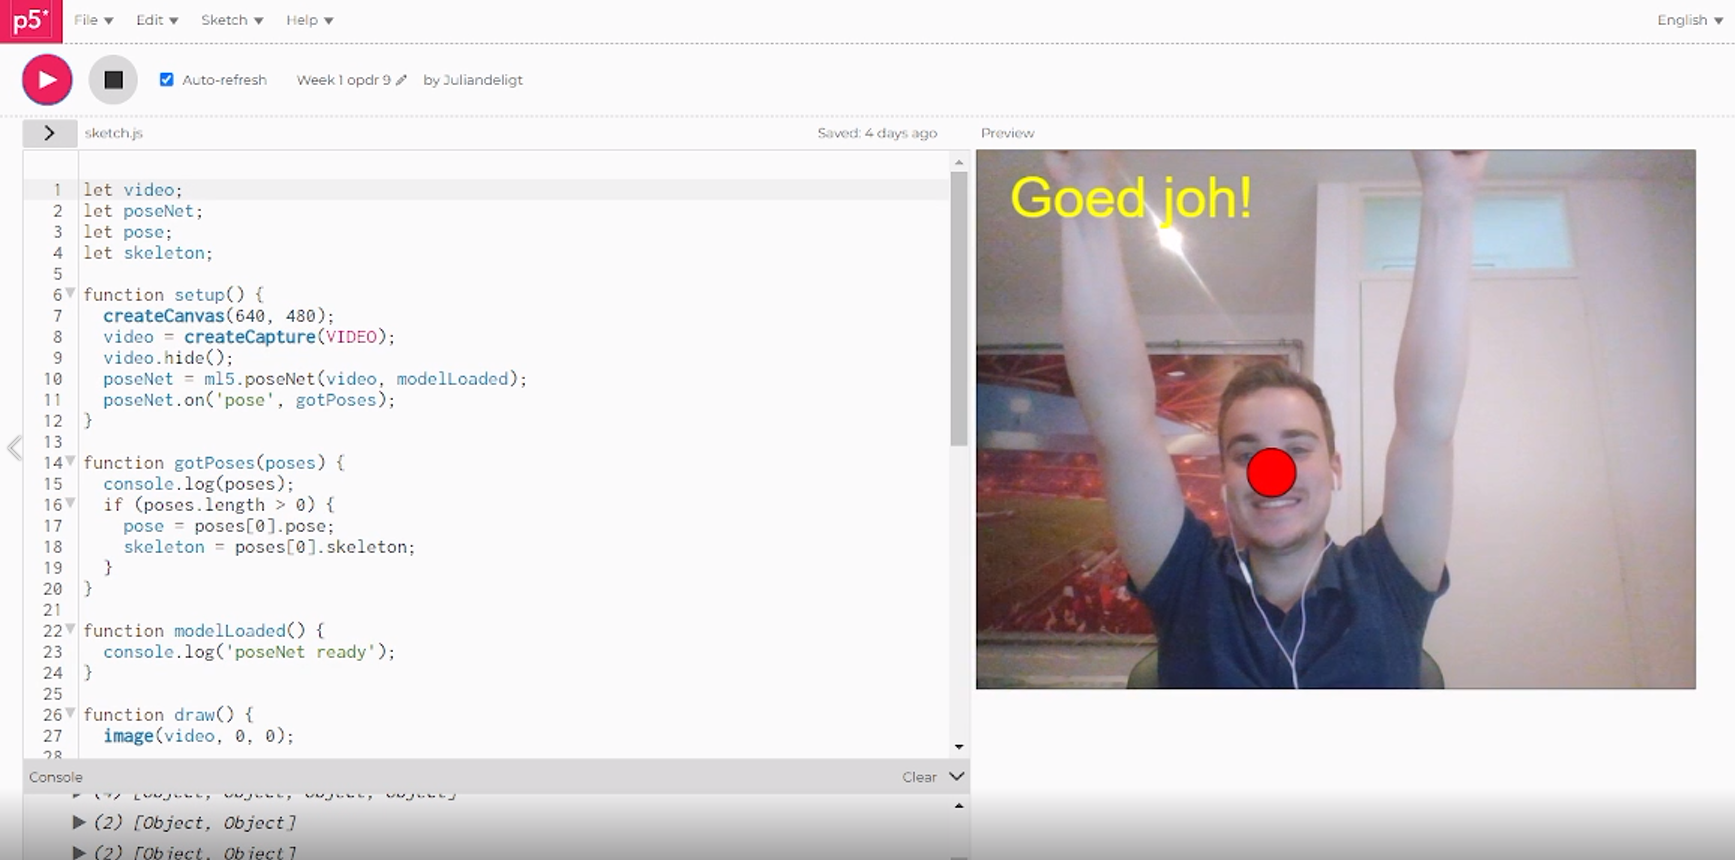 p5*
File Edit Sketch Help English
Auto-refresh Week 1 opdr 9 by Juliandeligt
sketch.js Saved: 4 days ago Preview
1 let video;
2 let poseNet;
3 let pose;
4 let skeleton;
5
6 function setup() {
7 createCanvas(640, 480);
8 video = createCapture(VIDEO);
9 video.hide();
10 poseNet = ml5.poseNet(video, modelLoaded);
11 poseNet.on('pose', gotPoses);
12 }
13
14 function gotPoses(poses) {
15 console.log(poses);
16 if (poses.length > 0) {
17 pose = poses[0].pose;
18 skeleton = poses[0].skeleton;
19 }
20 }
21
22 function modelLoaded() {
23 console.log('poseNet ready');
24 }
25
26 function draw() {
27 image(video, 0, 0);
28
Console Clear
(4) [Object, Object, Object, Object]
(2) [Object, Object]
(2) [Object, Object]
Goed joh!